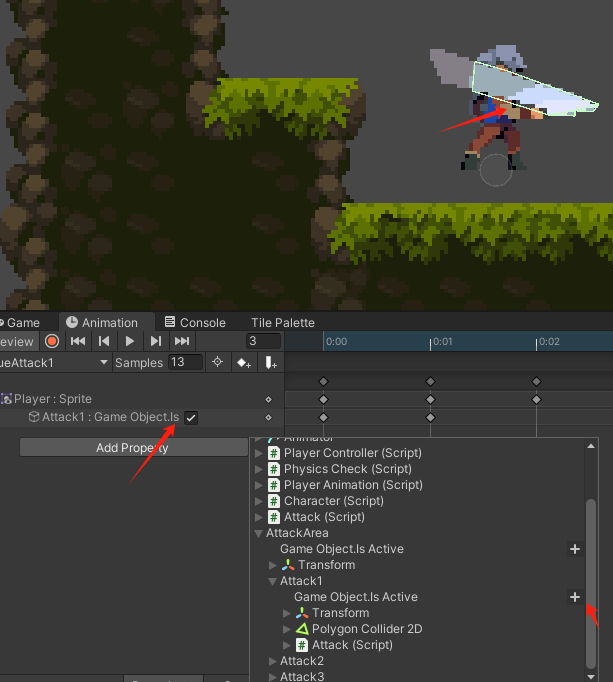 Game Animation Console Tile Palette
eview 3 0:00 0:01 0:02
ueAttack1 Samples 13
Player : Sprite
Attack1 : Game Object.Is
Add Property
Animator
Player Controller (Script)
Physics Check (Script)
Player Animation (Script)
Character (Script)
Attack (Script)
AttackArea
Game Object.Is Active
Transform
Attack1
Game Object.Is Active
Transform
Polygon Collider 2D
Attack (Script)
Attack2
Attack3